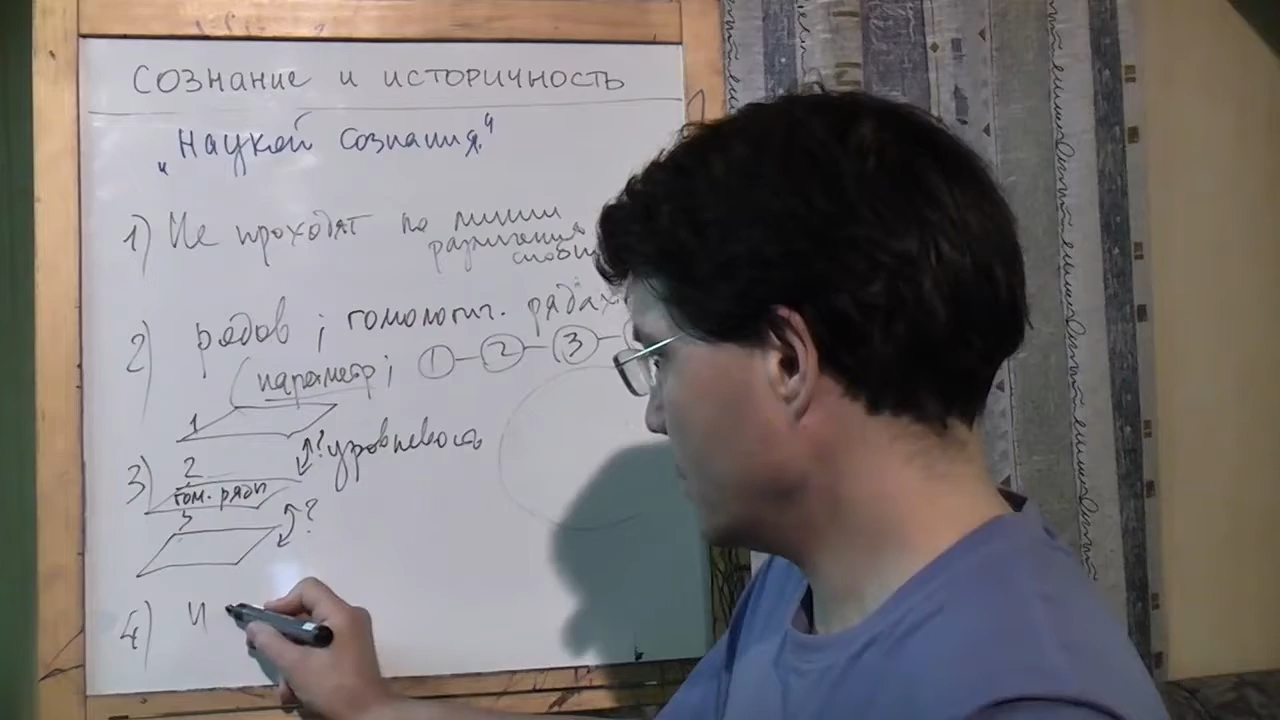 Сознание и историчность
„Наукой сознания"
1) Не проходят по линии
различения
2) рядов ; гомологич. рядах
(параметр ;
1 2 3
1
? уровневость
3) 2
гом. ряды
3
?
4) И